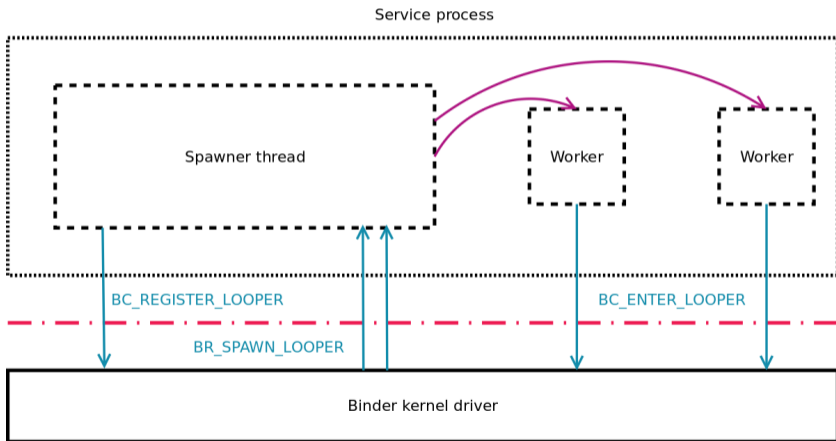 Service process
Spawner thread
Worker
Worker
BC_REGISTER_LOOPER
BC_ENTER_LOOPER
BR_SPAWN_LOOPER
Binder kernel driver